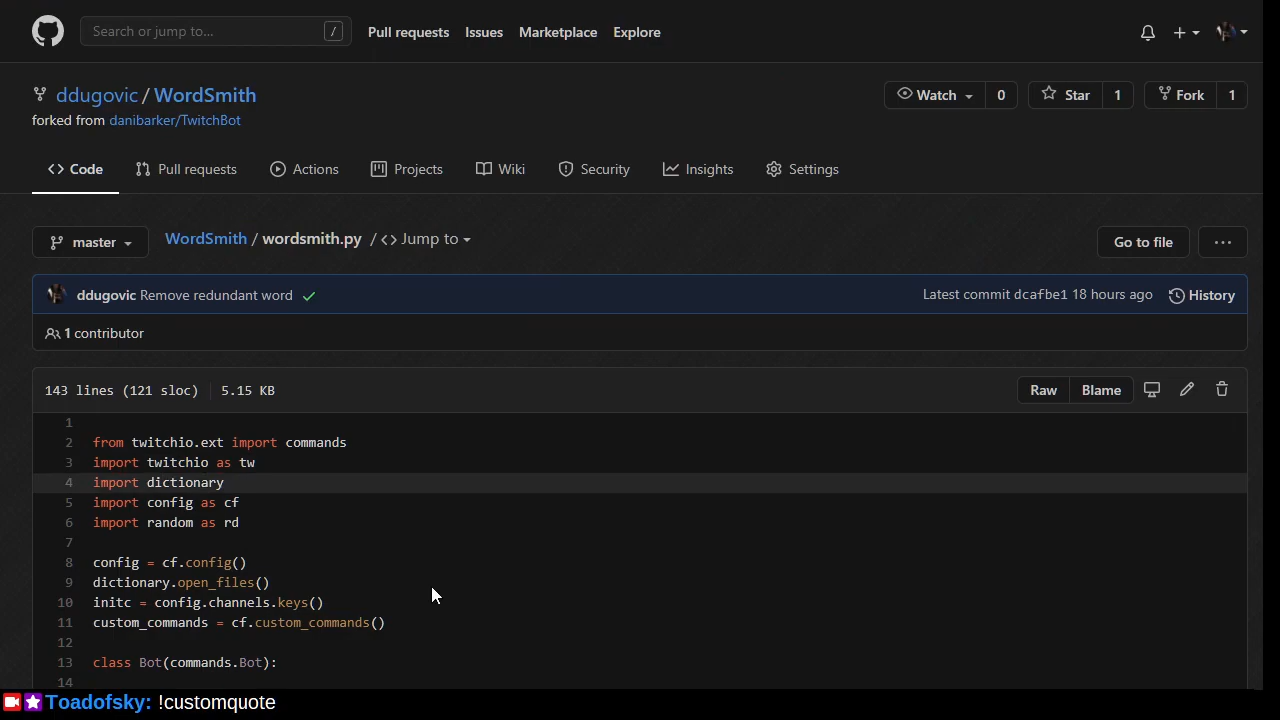 Search or jump to... /
Pull requests Issues Marketplace Explore
ddugovic / WordSmith
forked from danibarker/TwitchBot
Watch 0 Star 1 Fork 1
Code Pull requests Actions Projects Wiki Security Insights Settings
master WordSmith / wordsmith.py / <> Jump to Go to file ...
ddugovic Remove redundant word Latest commit dcafbe1 18 hours ago History
1 contributor
143 lines (121 sloc) 5.15 KB Raw Blame
1
2 from twitchio.ext import commands
3 import twitchio as tw
4 import dictionary
5 import config as cf
6 import random as rd
7
8 config = cf.config()
9 dictionary.open_files()
10 initc = config.channels.keys()
11 custom_commands = cf.custom_commands()
12
13 class Bot(commands.Bot):
14
Toadofsky: !customquote